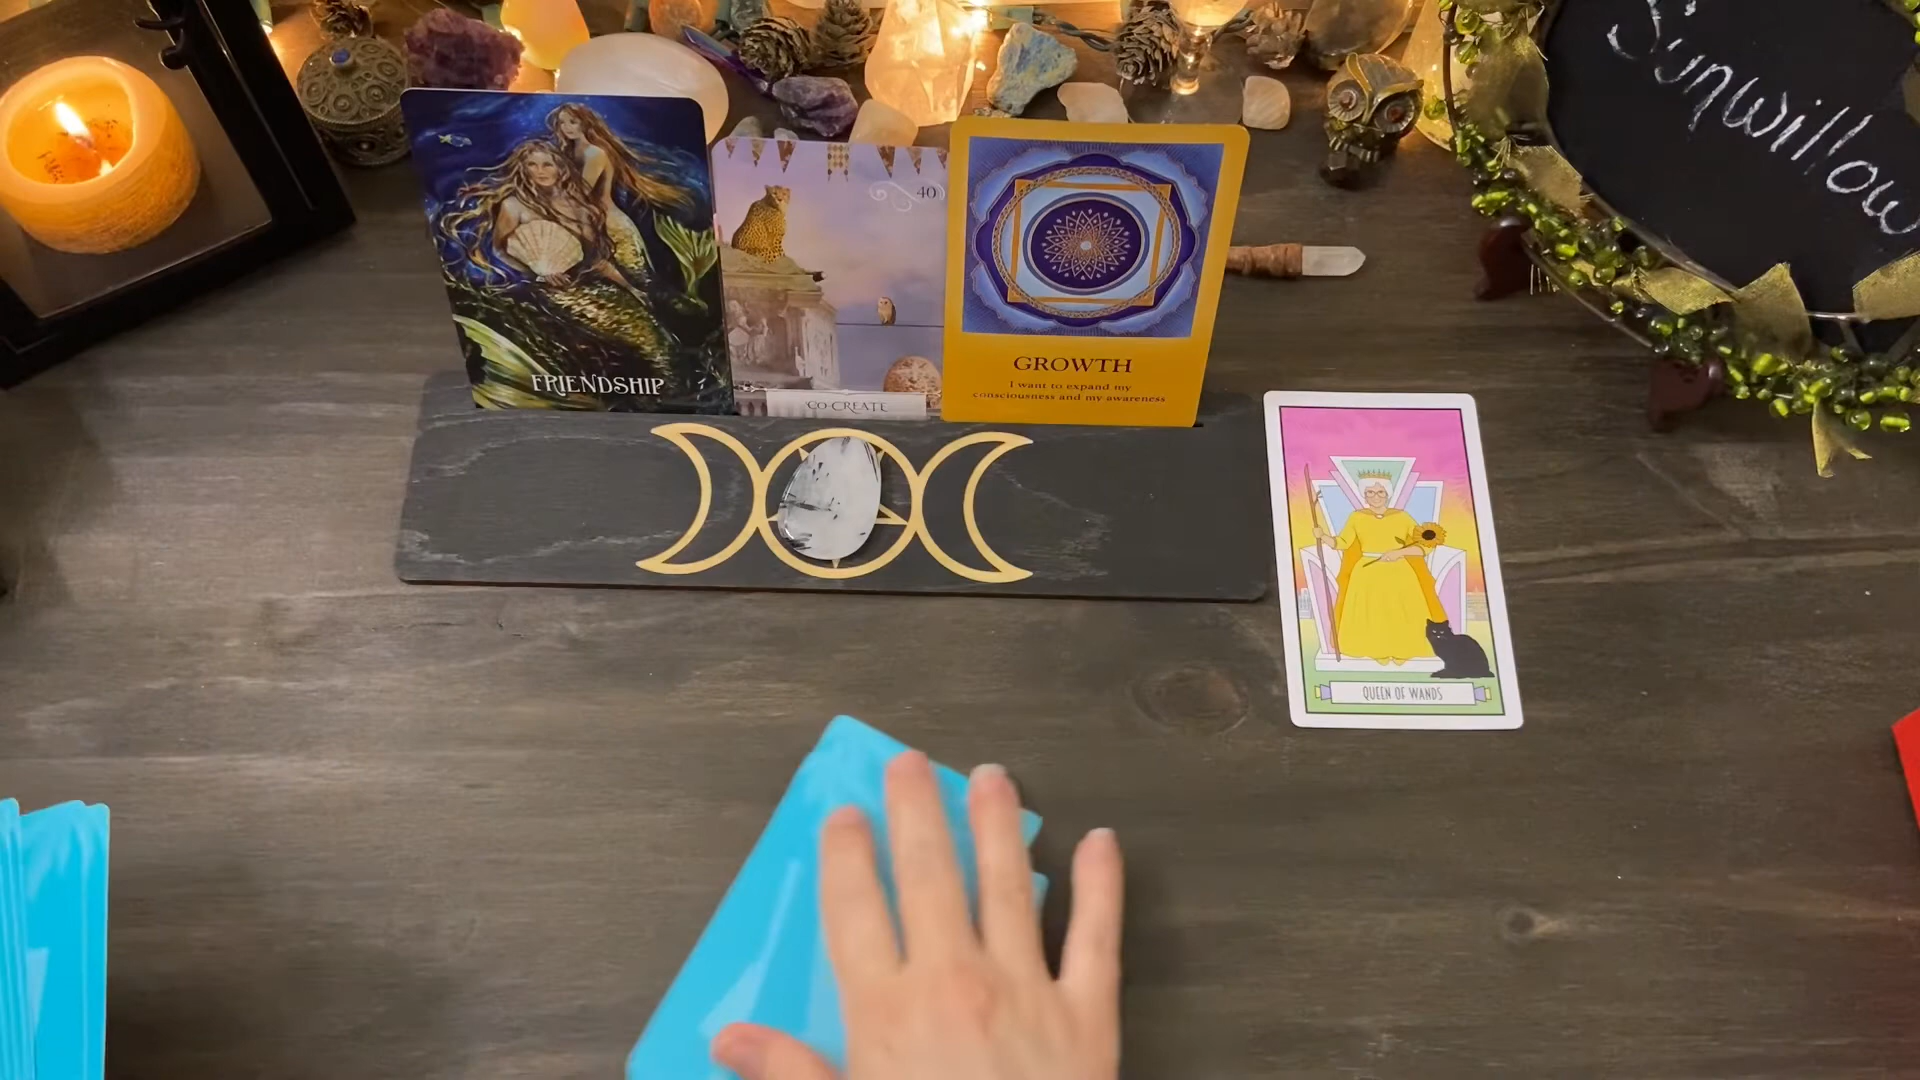 Sunwillow
FRIENDSHIP
40
CO-CREATE
GROWTH
I want to expand my
consciousness and my awareness
QUEEN OF WANDS